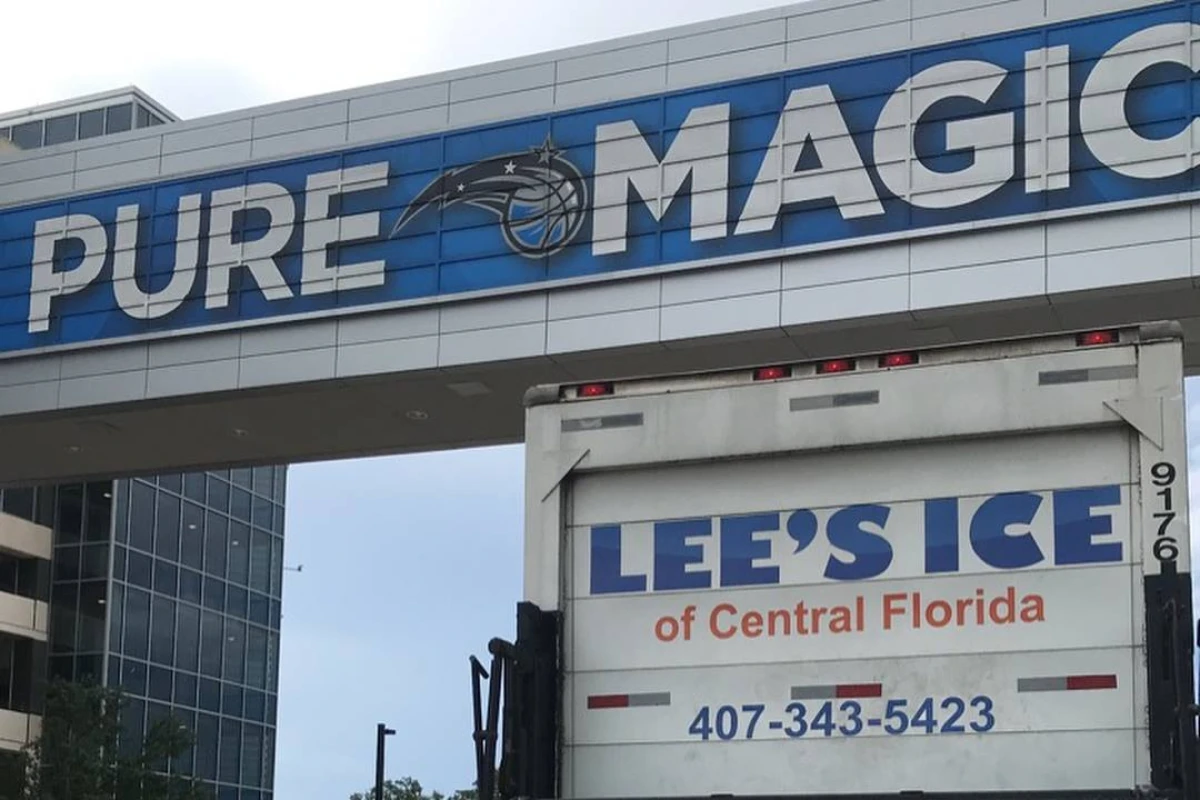 PURE MAGIC
LEE'S ICE
of Central Florida
407-343-5423
9176